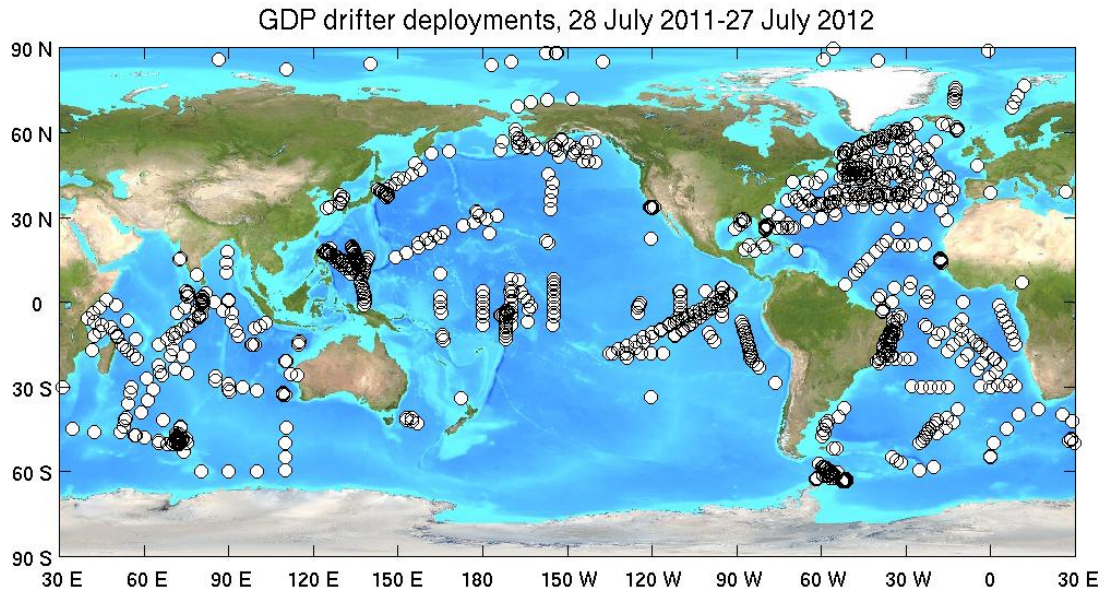 GDP drifter deployments, 28 July 2011-27 July 2012
90 N
60 N
30 N
0
30 S
60 S
90 S
30 E 60 E 90 E 120 E 150 E 180 E 150 W 120 W 90 W 60 W 30 W 0 30 E